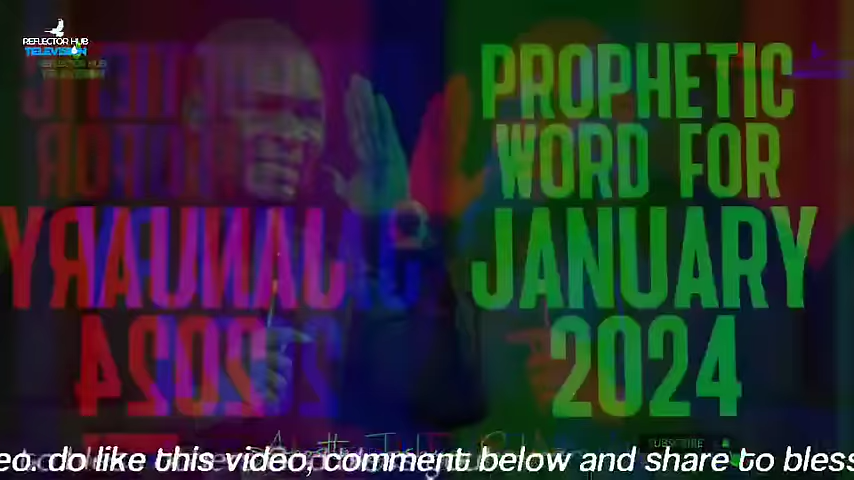 REFLECTOR HUB
TELEVISION
PROPHETIC
WORD FOR
JANUARY
2024
SUBSCRIBE
eo. do like this video, comment below and share to bless